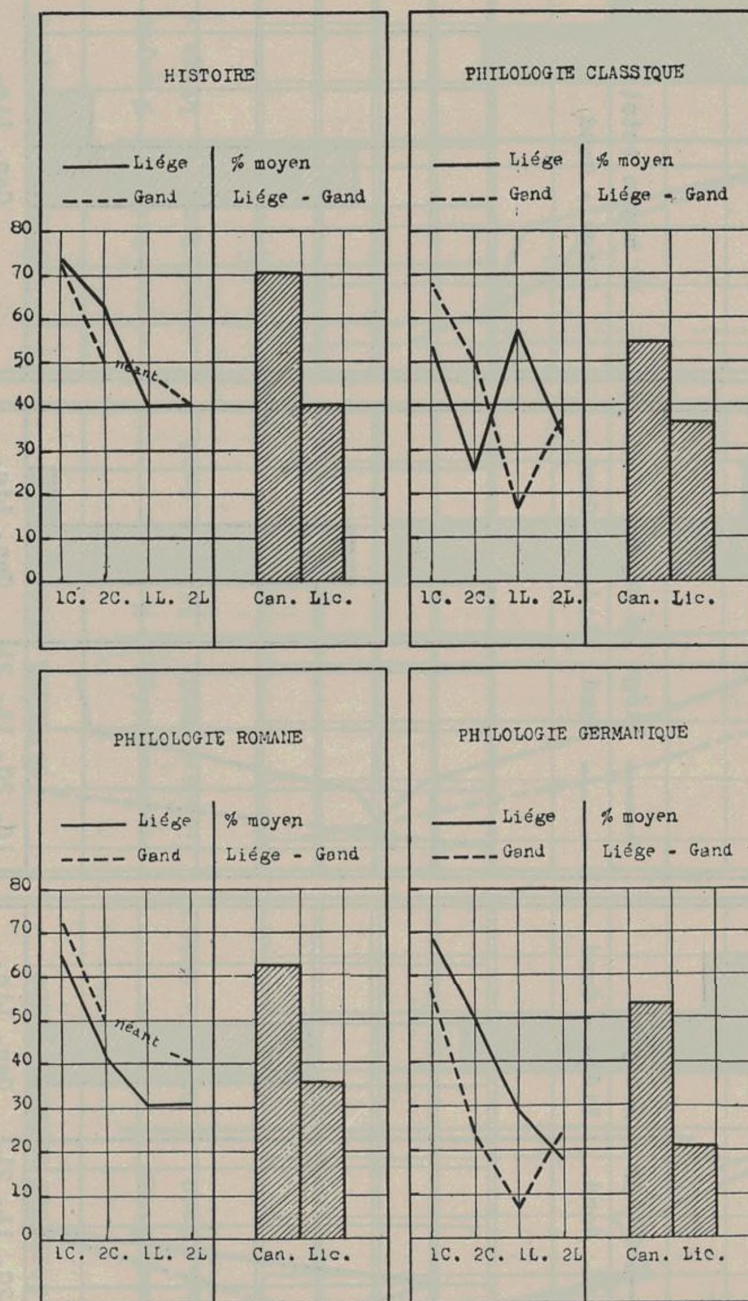 HISTOIRE
Liége % moyen
Gand Liége - Gand
80
70
60
50
néant
40
30
20
10
0
1C. 2C. 1L. 2L Can. Lic.
PHILOLOGIE CLASSIQUE
Liége % moyen
Gand Liége - Gand
1C. 2C. 1L. 2L. Can. Lic.
PHILOLOGIE ROMANE
Liége % moyen
Gand Liége - Gand
80
70
60
50
néant
40
30
20
10
0
1C. 2C. 1L. 2L Can. Lic.
PHILOLOGIE GERMANIQUE
Liége % moyen
Gand Liége - Gand
1C. 2C. 1L. 2L Can. Lic.